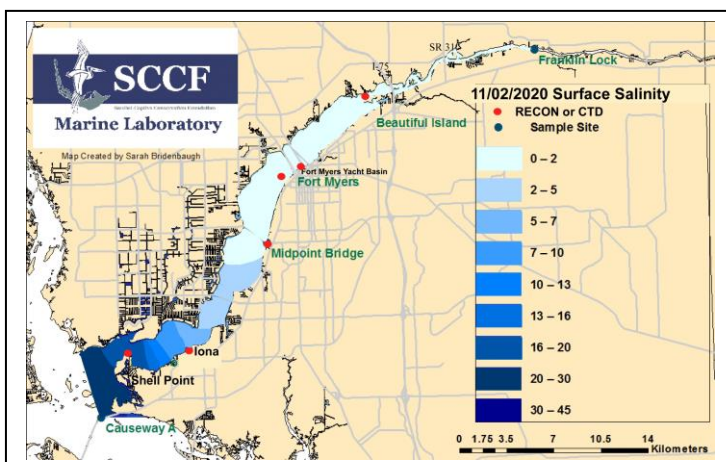 SCCF
Sanibel-Captiva Conservation Foundation
Marine Laboratory
Map Created by Sarah Bridenbaugh
I-75
SR 31
Franklin Lock
Beautiful Island
Fort Myers Yacht Basin
Fort Myers
Midpoint Bridge
Iona
Shell Point
Causeway A
11/02/2020 Surface Salinity
RECON or CTD
Sample Site
0 – 2
2 – 5
5 – 7
7 – 10
10 – 13
13 – 16
16 – 20
20 – 30
30 – 45
0 1.75 3.5 7 10.5 14
Kilometers